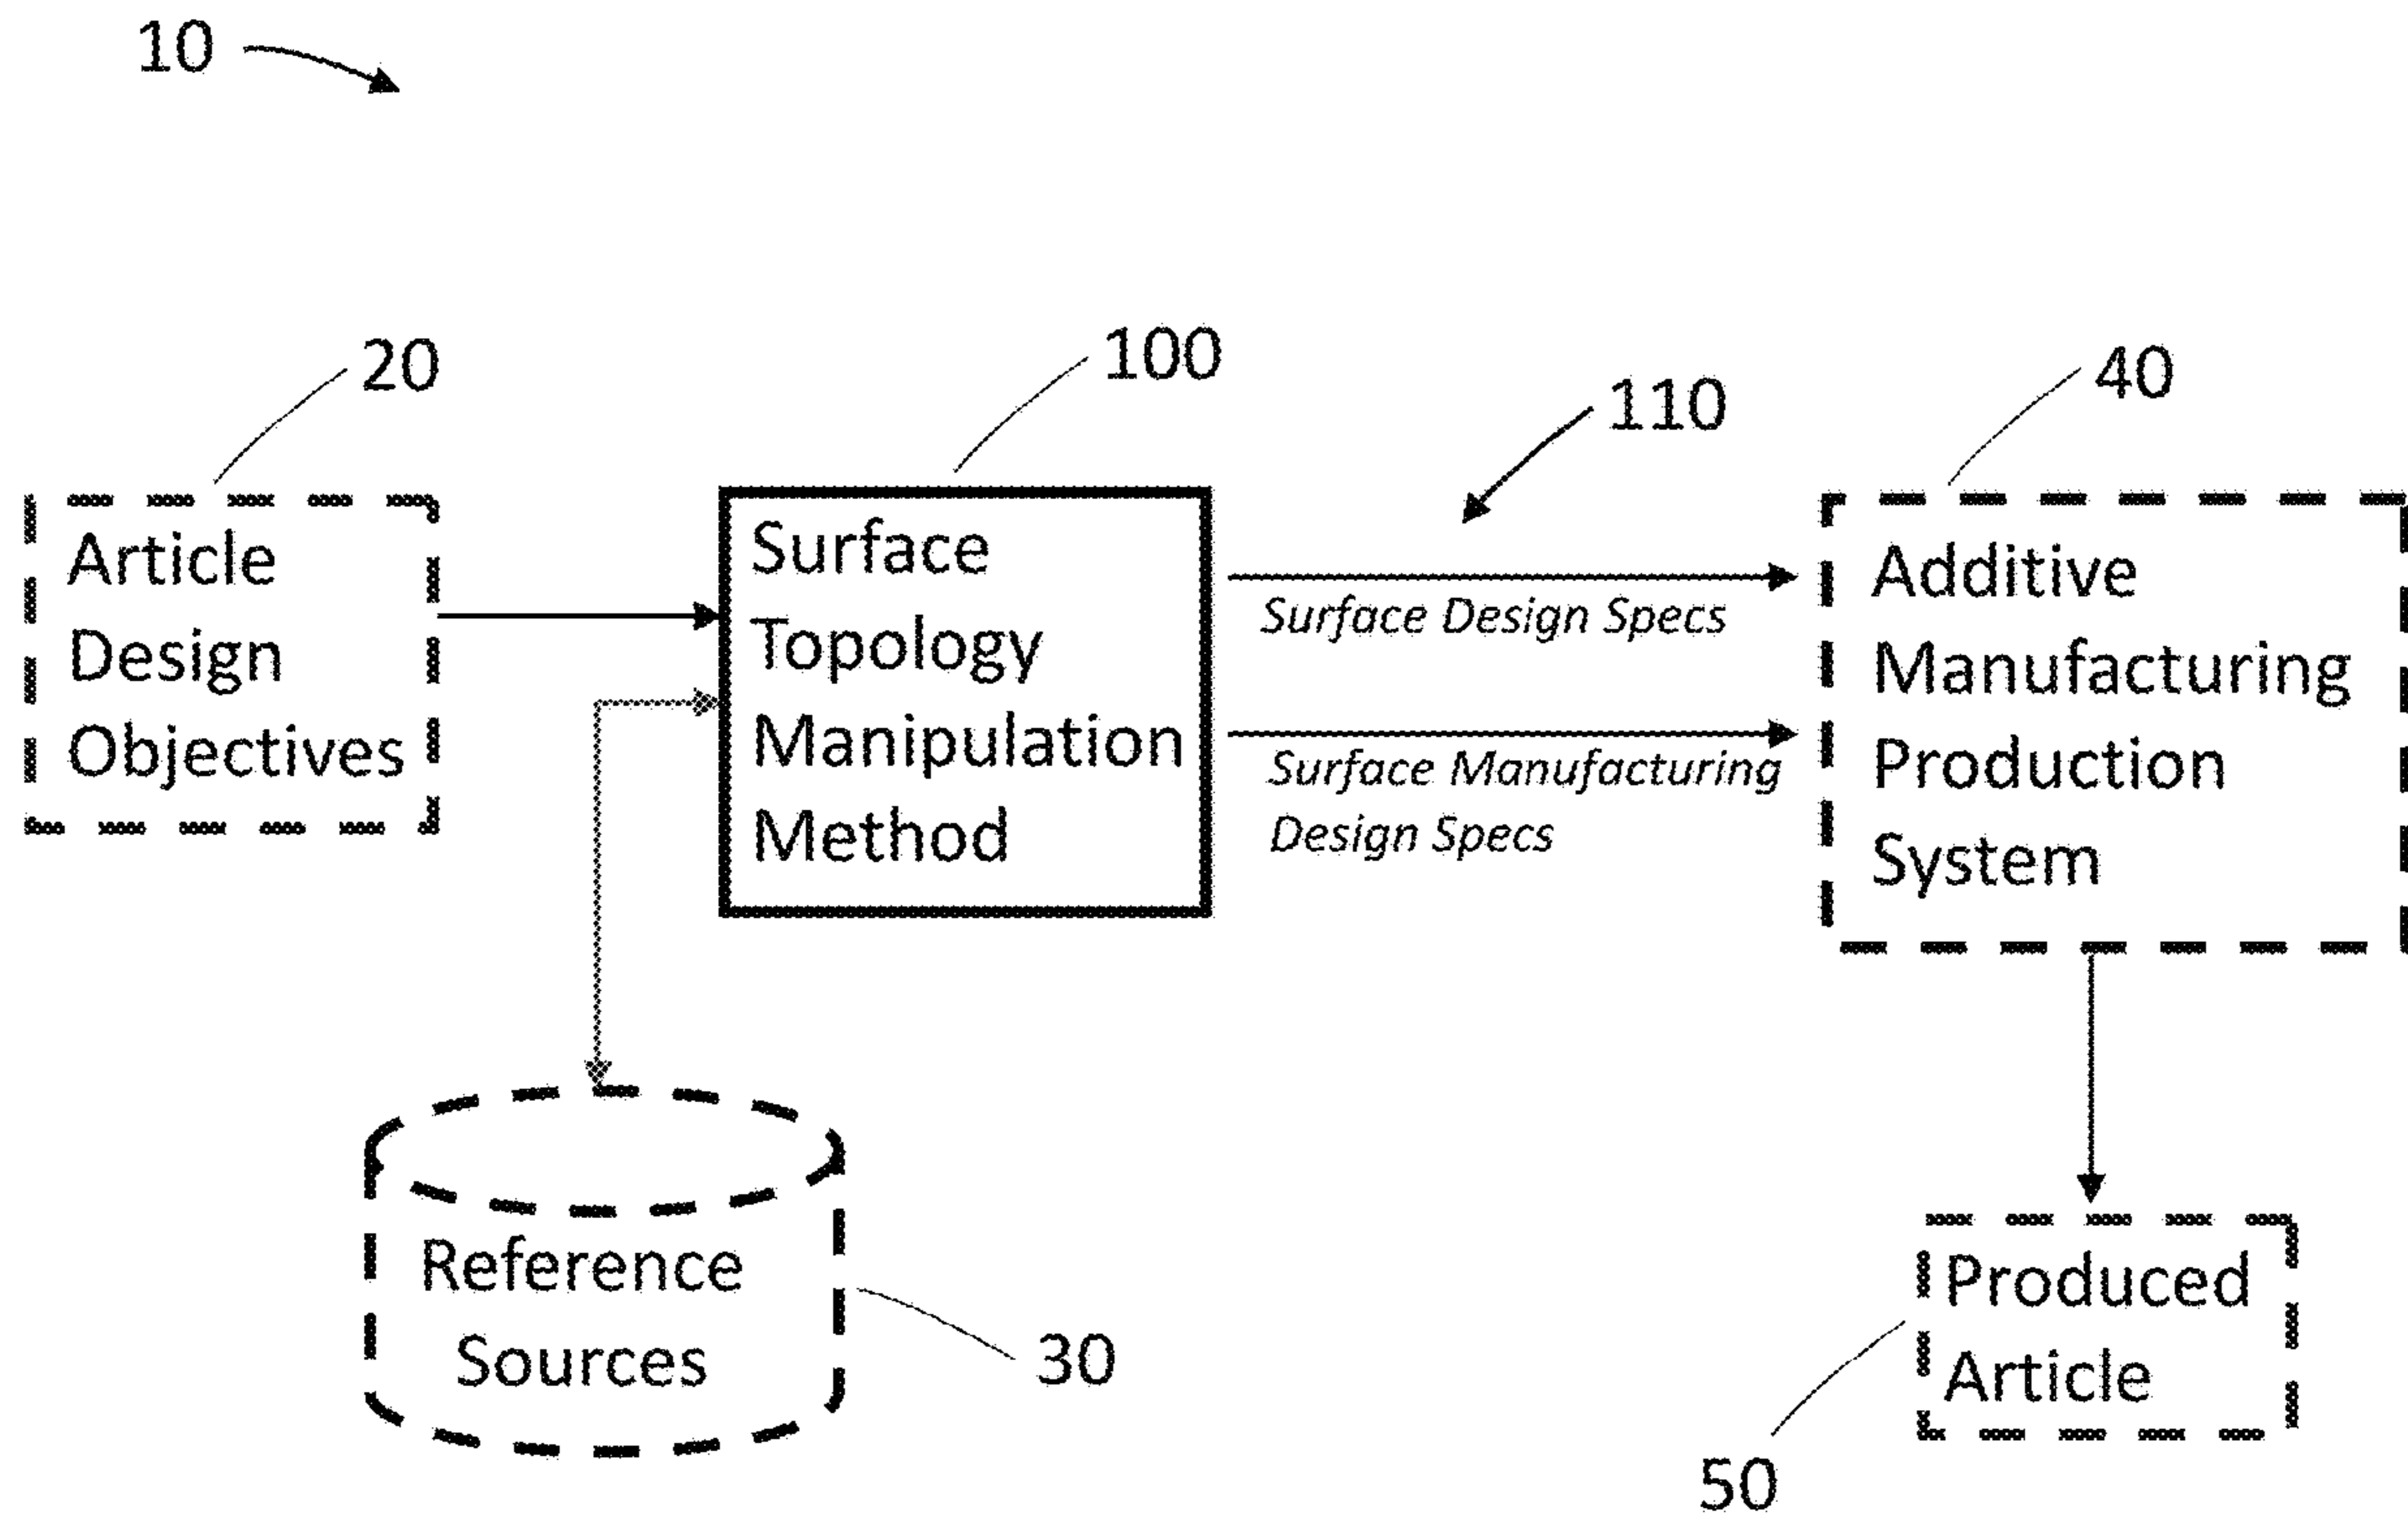 10
20
100
110
40
Article
Design
Objectives
Surface
Topology
Manipulation
Method
Surface Design Specs
Surface Manufacturing
Design Specs
Additive
Manufacturing
Production
System
Reference
Sources
30
Produced
Article
50